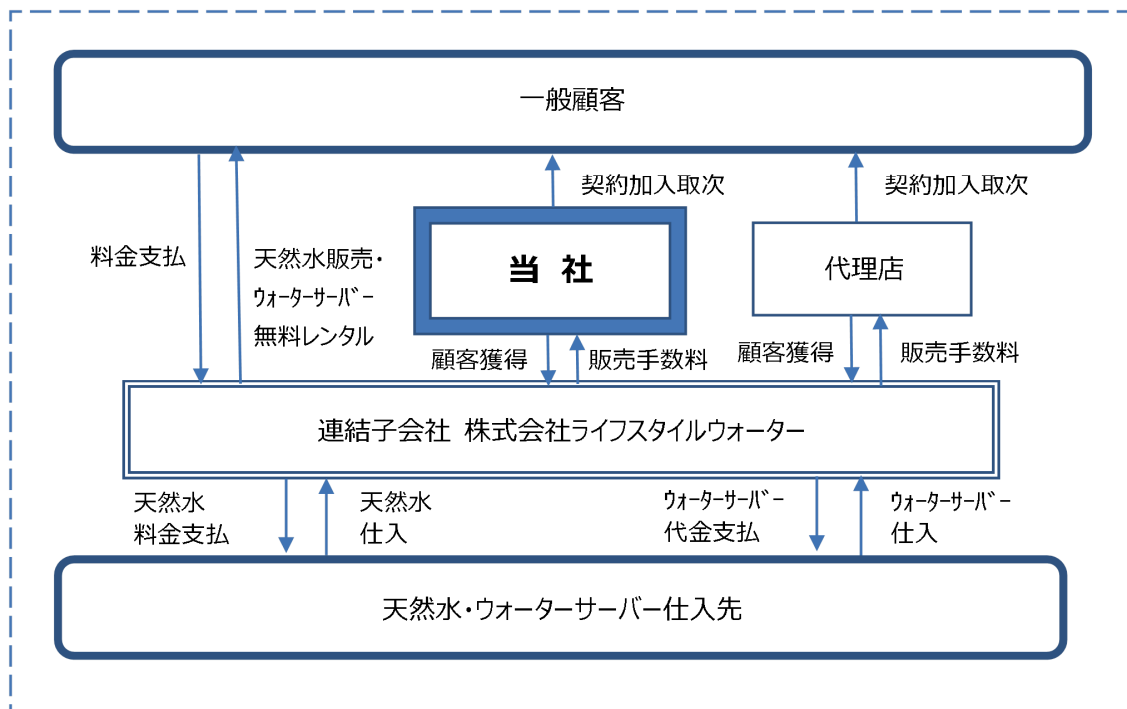 一般顧客
契約加入取次
契約加入取次
料金支払
天然水販売・
ｳｫｰﾀｰｻｰﾊﾞｰ
無料レンタル
当 社
代理店
顧客獲得
販売手数料
顧客獲得
販売手数料
連結子会社 株式会社ライフスタイルウォーター
天然水
料金支払
天然水
仕入
ｳｫｰﾀｰｻｰﾊﾞｰ
代金支払
ｳｫｰﾀｰｻｰﾊﾞｰ
仕入
天然水・ウォーターサーバー仕入先